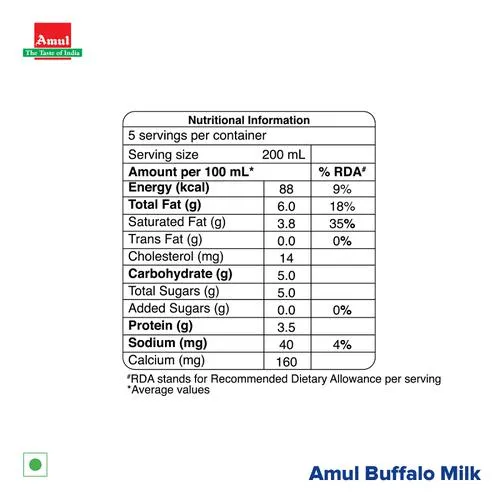 Amul
The Taste of India
Nutritional Information
5 servings per container
Serving size 200 mL
Amount per 100 mL* % RDA#
Energy (kcal) 88 9%
Total Fat (g) 6.0 18%
Saturated Fat (g) 3.8 35%
Trans Fat (g) 0.0 0%
Cholesterol (mg) 14
Carbohydrate (g) 5.0
Total Sugars (g) 5.0
Added Sugars (g) 0.0 0%
Protein (g) 3.5
Sodium (mg) 40 4%
Calcium (mg) 160
#RDA stands for Recommended Dietary Allowance per serving
*Average values
Amul Buffalo Milk